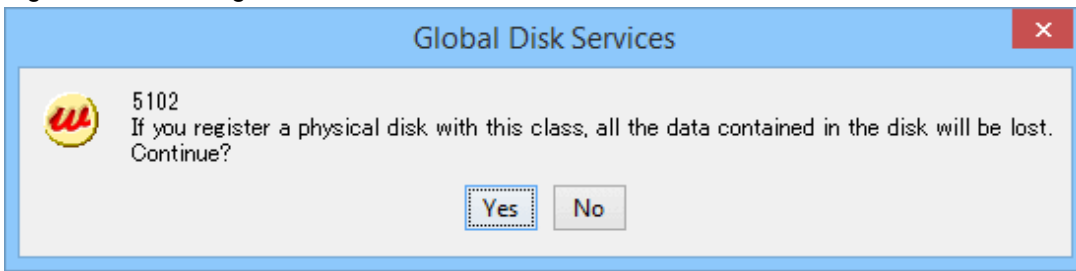 Global Disk Services
5102
If you register a physical disk with this class, all the data contained in the disk will be lost.
Continue?
Yes No